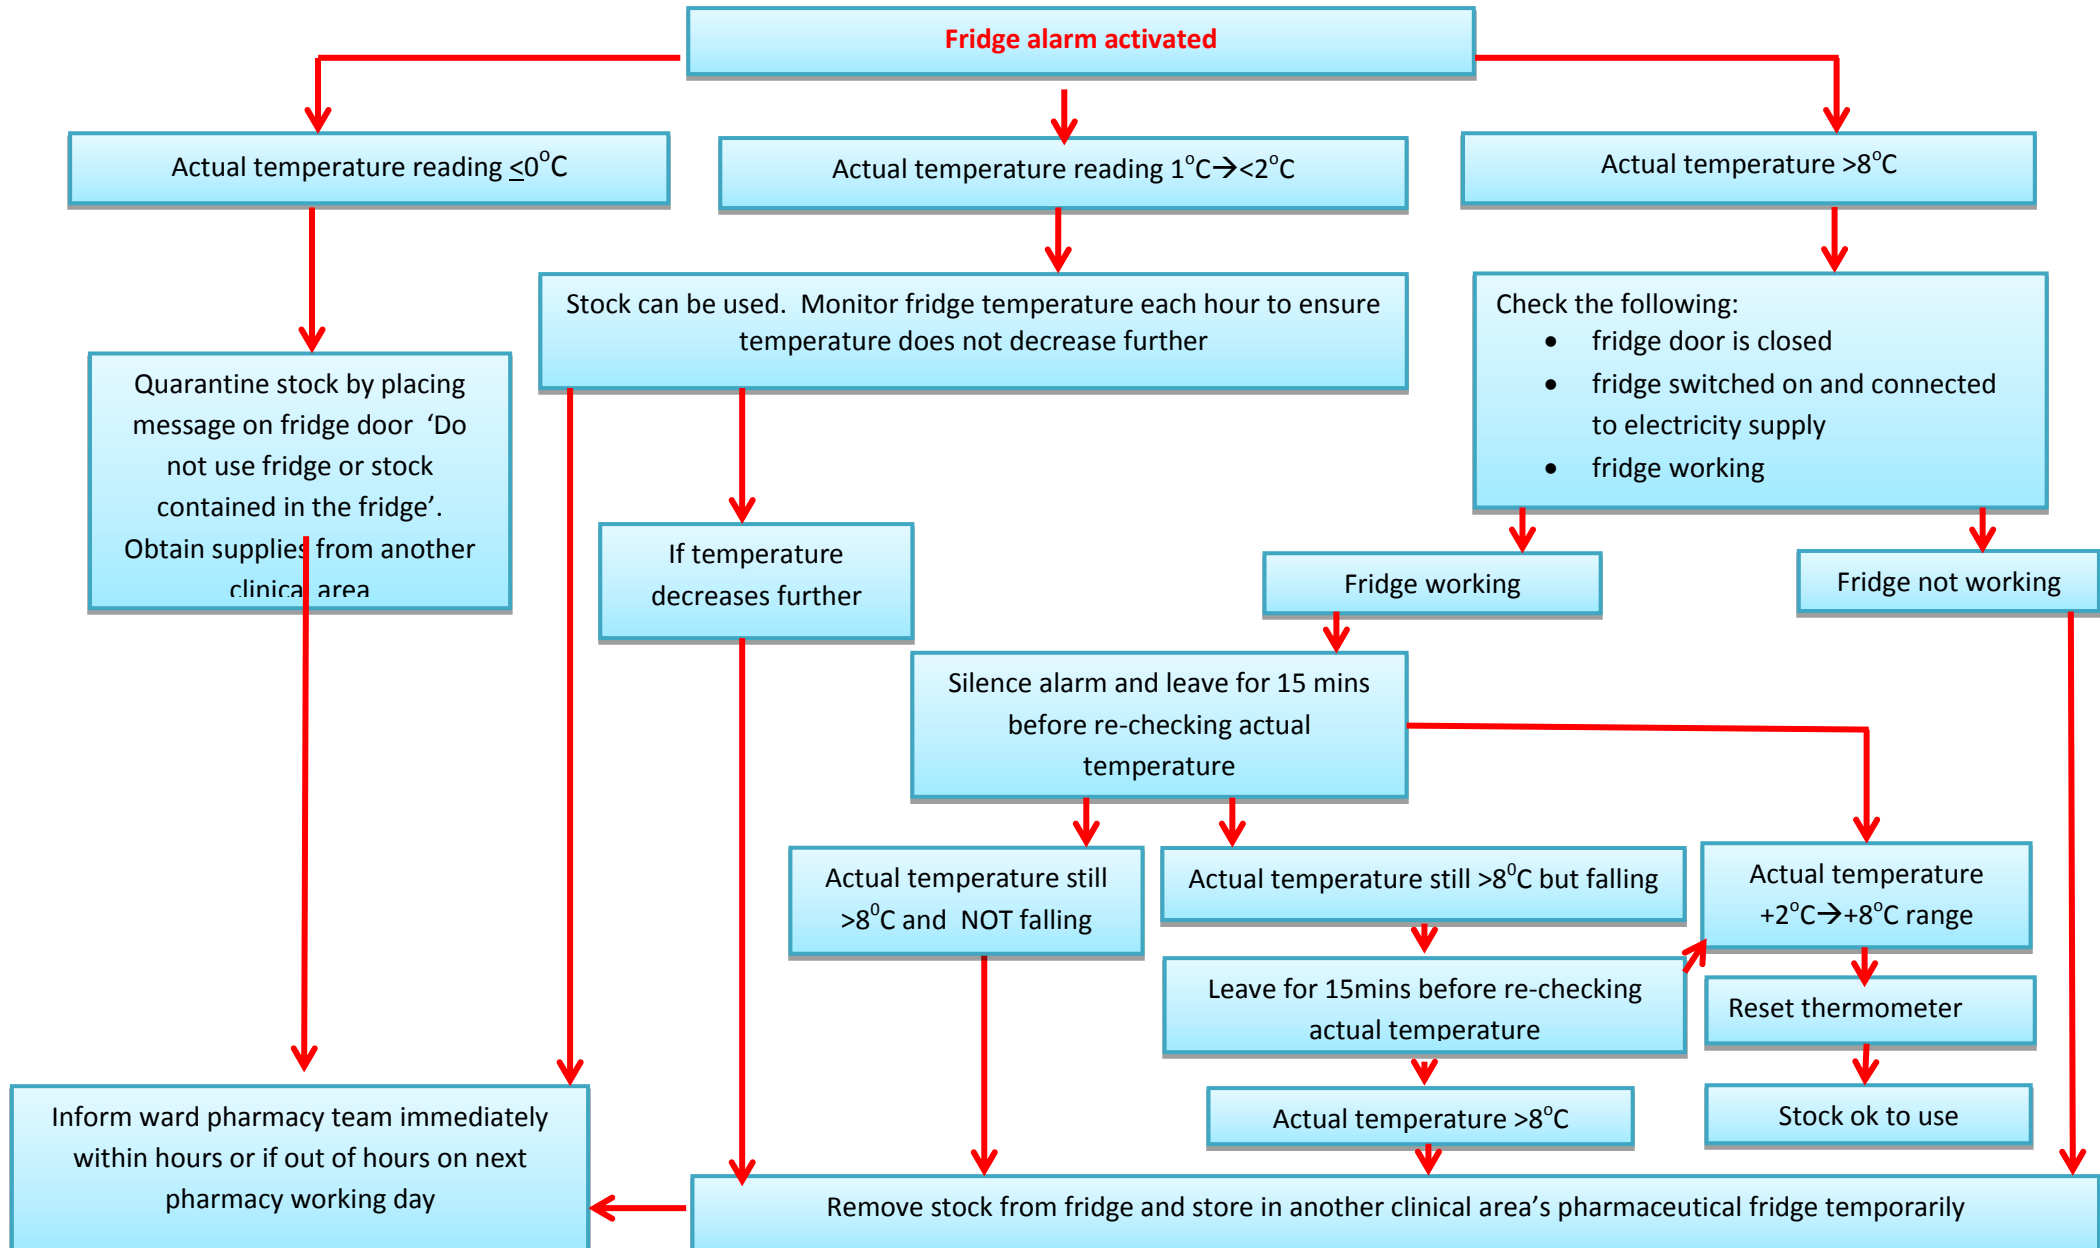 Fridge alarm activated
Actual temperature reading ≤0°C
Actual temperature reading 1°C→<2°C
Actual temperature >8°C
Stock can be used.  Monitor fridge temperature each hour to ensure
temperature does not decrease further
Check the following:
• fridge door is closed
• fridge switched on and connected
to electricity supply
• fridge working
Quarantine stock by placing
message on fridge door  ‘Do
not use fridge or stock
contained in the fridge’.
Obtain supplies from another
clinical area
If temperature
decreases further
Fridge working
Fridge not working
Silence alarm and leave for 15 mins
before re-checking actual
temperature
Actual temperature still
>8⁰C and  NOT falling
Actual temperature still >8⁰C but falling
Actual temperature
+2°C→+8°C range
Leave for 15mins before re-checking
actual temperature
Reset thermometer
Actual temperature >8°C
Stock ok to use
Inform ward pharmacy team immediately
within hours or if out of hours on next
pharmacy working day
Remove stock from fridge and store in another clinical area’s pharmaceutical fridge temporarily